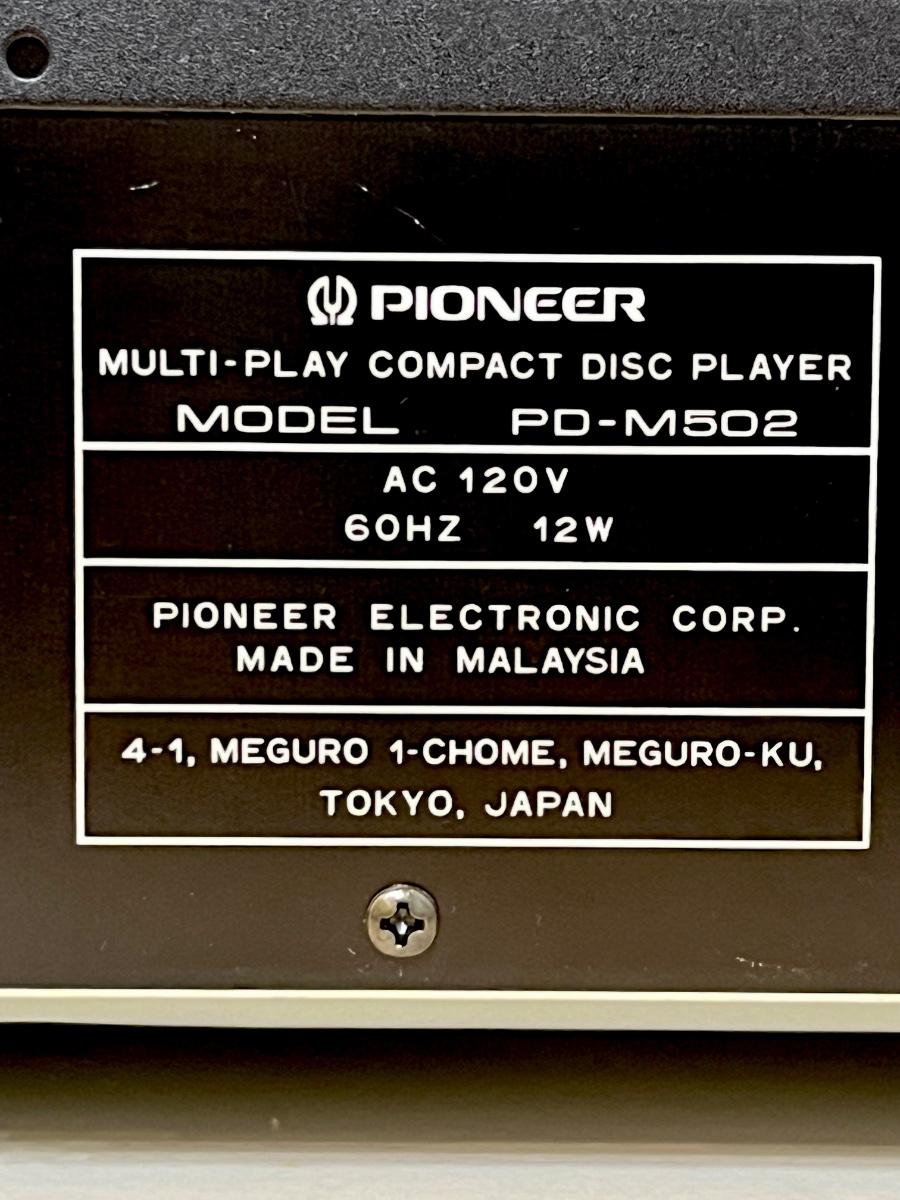 PIONEER
MULTI-PLAY COMPACT DISC PLAYER
MODEL PD-M502
AC 120V
60HZ 12W
PIONEER ELECTRONIC CORP.
MADE IN MALAYSIA
4-1, MEGURO 1-CHOME, MEGURO-KU,
TOKYO, JAPAN